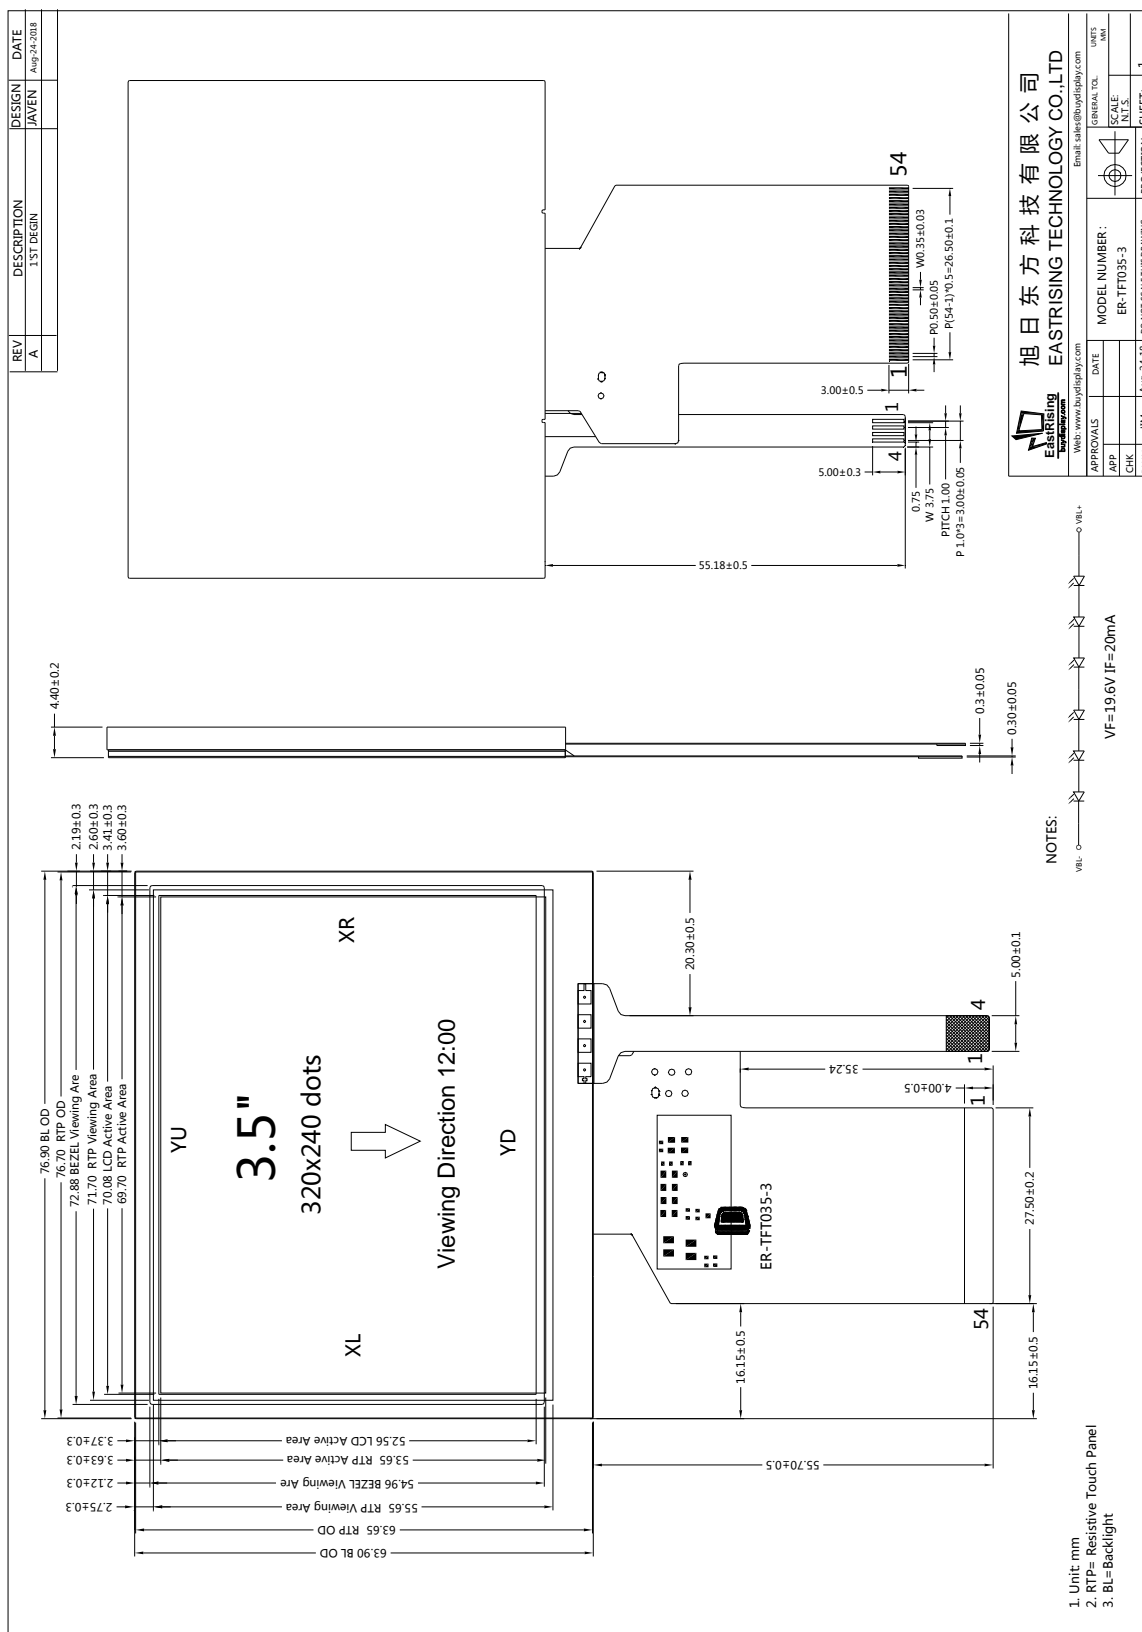 REV
DESCRIPTION
DESIGN
DATE
A
1'ST DEGIN
JAVEN
Aug-24-2018
54
1
W0.35±0.03
P0.50±0.05
P(54-1)*0.5=26.50±0.1
3.00±0.5
1
4
5.00±0.3
0.75
W 3.75
PITCH 1.00
P 1.0*3=3.00±0.05
55.18±0.5
4.40±0.2
0.3±0.05
0.30±0.05
76.90 BL OD
76.70 RTP OD
72.88 BEZEL Viewing Are
71.70 RTP Viewing Area
70.08 LCD Active Area
69.70 RTP Active Area
2.19±0.3
2.60±0.3
3.41±0.3
3.60±0.3
YU
3.5"
320x240 dots
XL
XR
Viewing Direction 12:00
YD
3.37±0.3
52.56 LCD Active Area
3.63±0.3
53.65 RTP Active Area
2.12±0.3
54.96 BEZEL Viewing Are
2.75±0.3
55.65 RTP Viewing Area
63.65 RTP OD
63.90 BL OD
20.30±0.5
5.00±0.1
4
1
35.24
4.00±0.5
1
54
27.50±0.2
16.15±0.5
16.15±0.5
55.70±0.5
ER-TFT035-3
NOTES:
VBL-
VBL+
VF=19.6V IF=20mA
1. Unit: mm
2. RTP= Resistive Touch Panel
3. BL=Backlight
EastRising
buydisplay.com
旭日东方科技有限公司
EASTRISING TECHNOLOGY CO.,LTD
Web: www.buydisplay.com
Email: sales@buydisplay.com
APPROVALS
DATE
APP
CHK
MODEL NUMBER :
ER-TFT035-3
GENERAL TOL.
UNITS
MM
SCALE:
N.T.S.